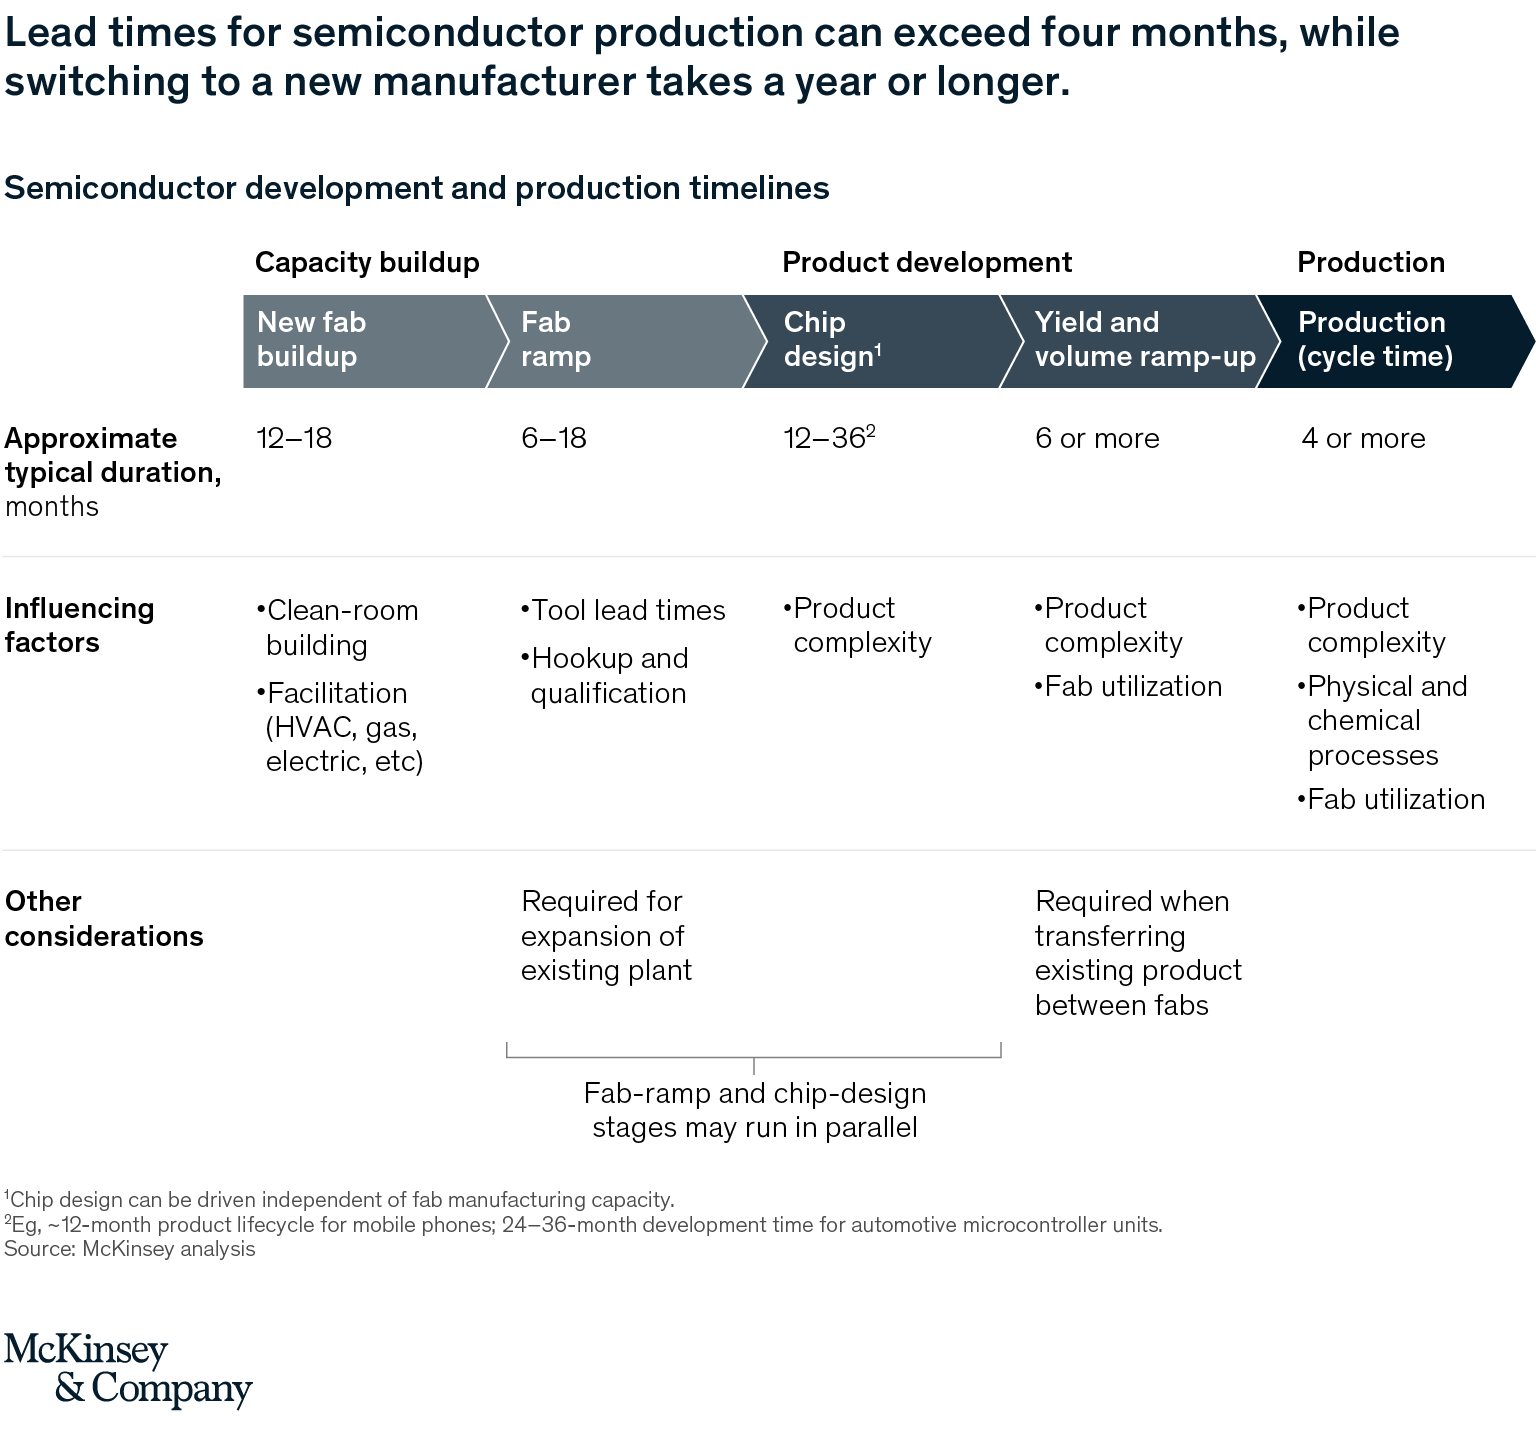 Lead times for semiconductor production can exceed four months, while
switching to a new manufacturer takes a year or longer.
Semiconductor development and production timelines
Capacity buildup
Product development
Production
New fab
buildup
Fab
ramp
Chip
design¹
Yield and
volume ramp-up
Production
(cycle time)
Approximate
typical duration,
months
12–18
6–18
12–36²
6 or more
4 or more
Influencing
factors
•Clean-room
building
•Facilitation
(HVAC, gas,
electric, etc)
•Tool lead times
•Hookup and
qualification
•Product
complexity
•Product
complexity
•Fab utilization
•Product
complexity
•Physical and
chemical
processes
•Fab utilization
Other
considerations
Required for
expansion of
existing plant
Required when
transferring
existing product
between fabs
Fab-ramp and chip-design
stages may run in parallel
¹Chip design can be driven independent of fab manufacturing capacity.
²Eg, ~12-month product lifecycle for mobile phones; 24–36-month development time for automotive microcontroller units.
Source: McKinsey analysis
McKinsey
& Company